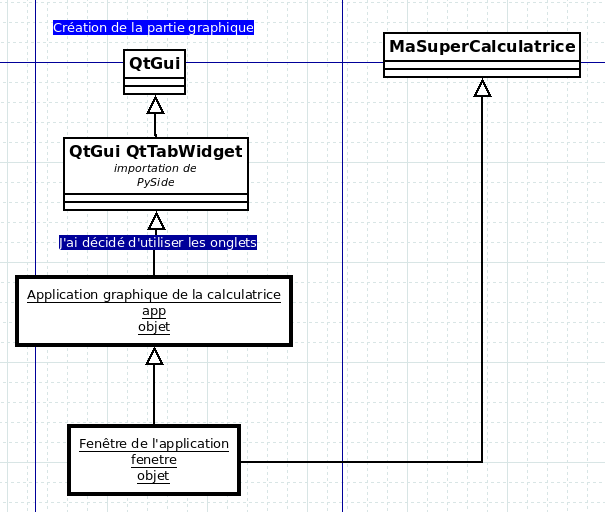 Création de la partie graphique
QtGui
MaSuperCalculatrice
QtGui QtTabWidget
importation de
PySide
J'ai décidé d'utiliser les onglets
Application graphique de la calculatrice
app
objet
Fenêtre de l'application
fenetre
objet